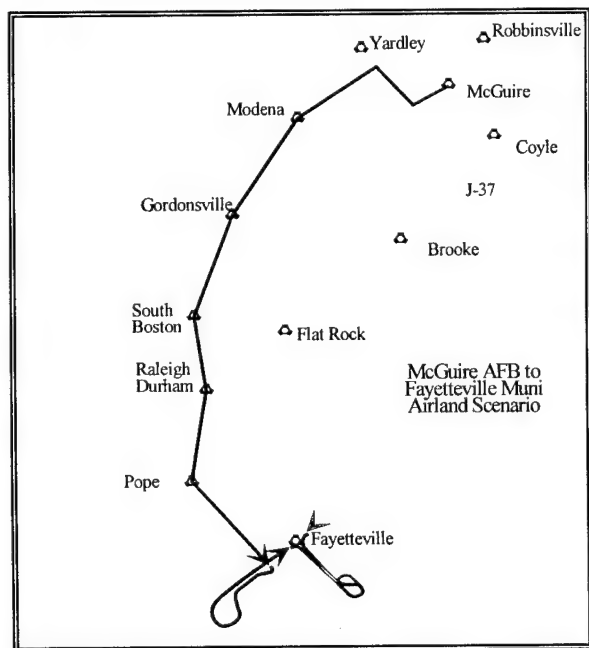 Robbinsville
Yardley
McGuire
Modena
Coyle
J-37
Gordonsville
Brooke
South
Boston
Flat Rock
Raleigh
Durham
McGuire AFB to
Fayetteville Muni
Airland Scenario
Pope
Fayetteville